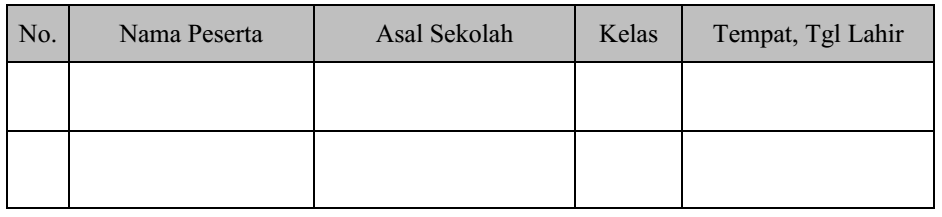 No. Nama Peserta Asal Sekolah Kelas Tempat, Tgl Lahir